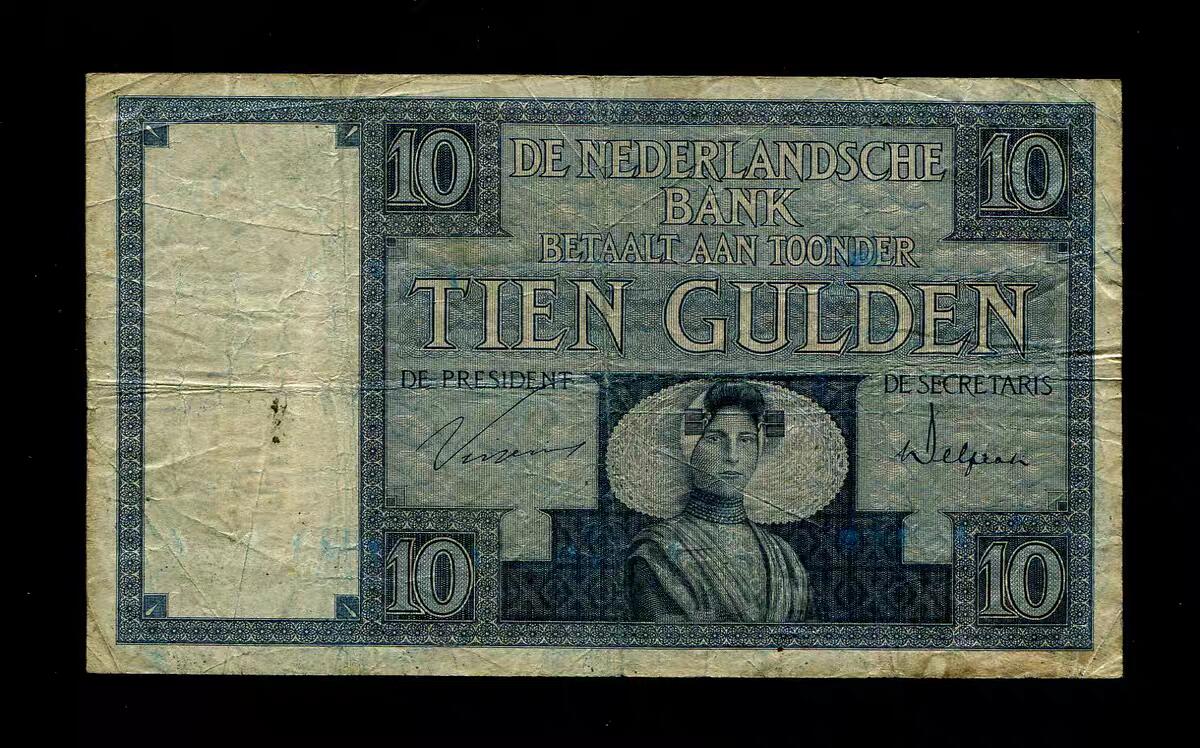 10 DE NEDERLANDSCHE 10
BANK
BETAALT AAN TOONDER
TIEN GULDEN
DE PRESIDENT DE SECRETARIS
10 10